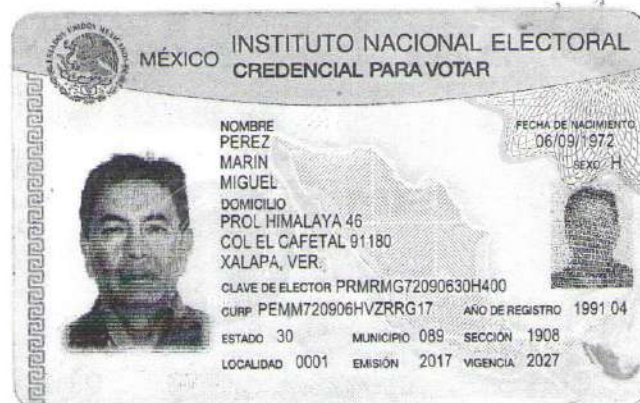 MÉXICO
INSTITUTO NACIONAL ELECTORAL
CREDENCIAL PARA VOTAR
NOMBRE
PEREZ
MARIN
MIGUEL
FECHA DE NACIMIENTO
06/09/1972
SEXO H
DOMICILIO
PROL HIMALAYA 46
COL EL CAFETAL 91180
XALAPA, VER.
CLAVE DE ELECTOR PRMRMG72090630H400
CURP PEMM720906HVZRRG17 AÑO DE REGISTRO 1991 04
ESTADO 30 MUNICIPIO 089 SECCIÓN 1908
LOCALIDAD 0001 EMISIÓN 2017 VIGENCIA 2027